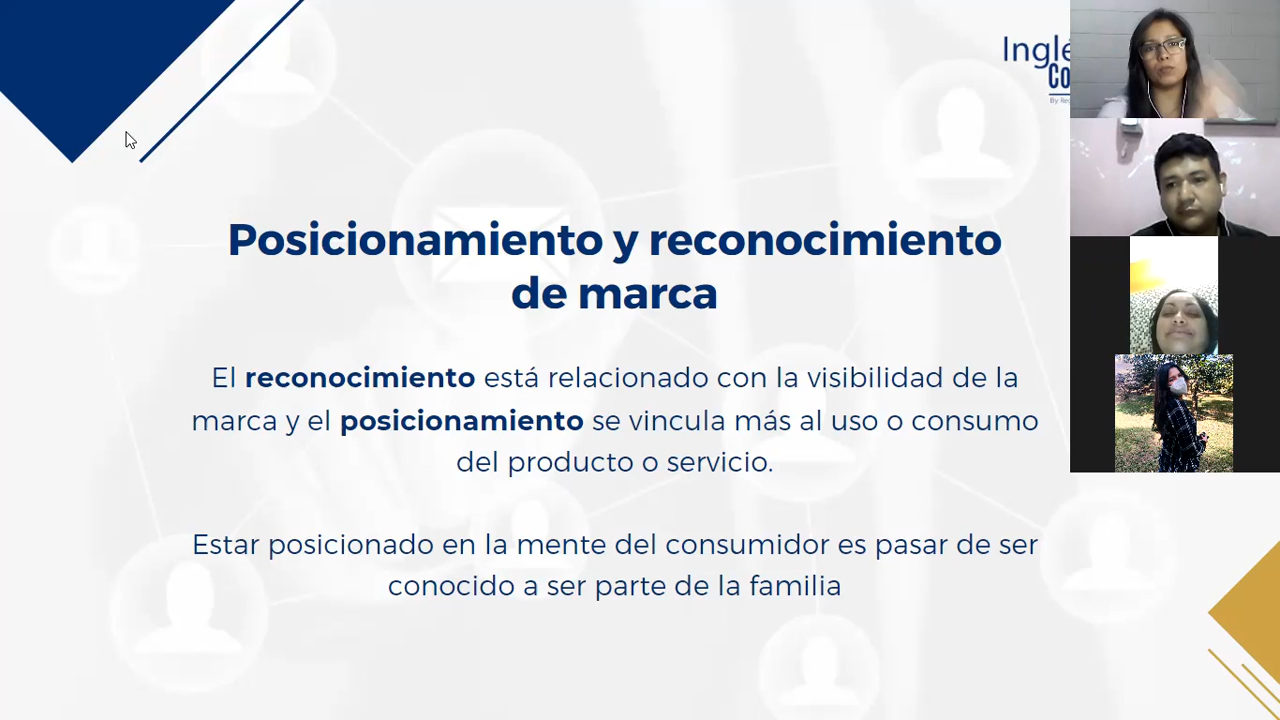 Posicionamiento y reconocimiento
de marca
El reconocimiento está relacionado con la visibilidad de la
marca y el posicionamiento se vincula más al uso o consumo
del producto o servicio.
Estar posicionado en la mente del consumidor es pasar de ser
conocido a ser parte de la familia